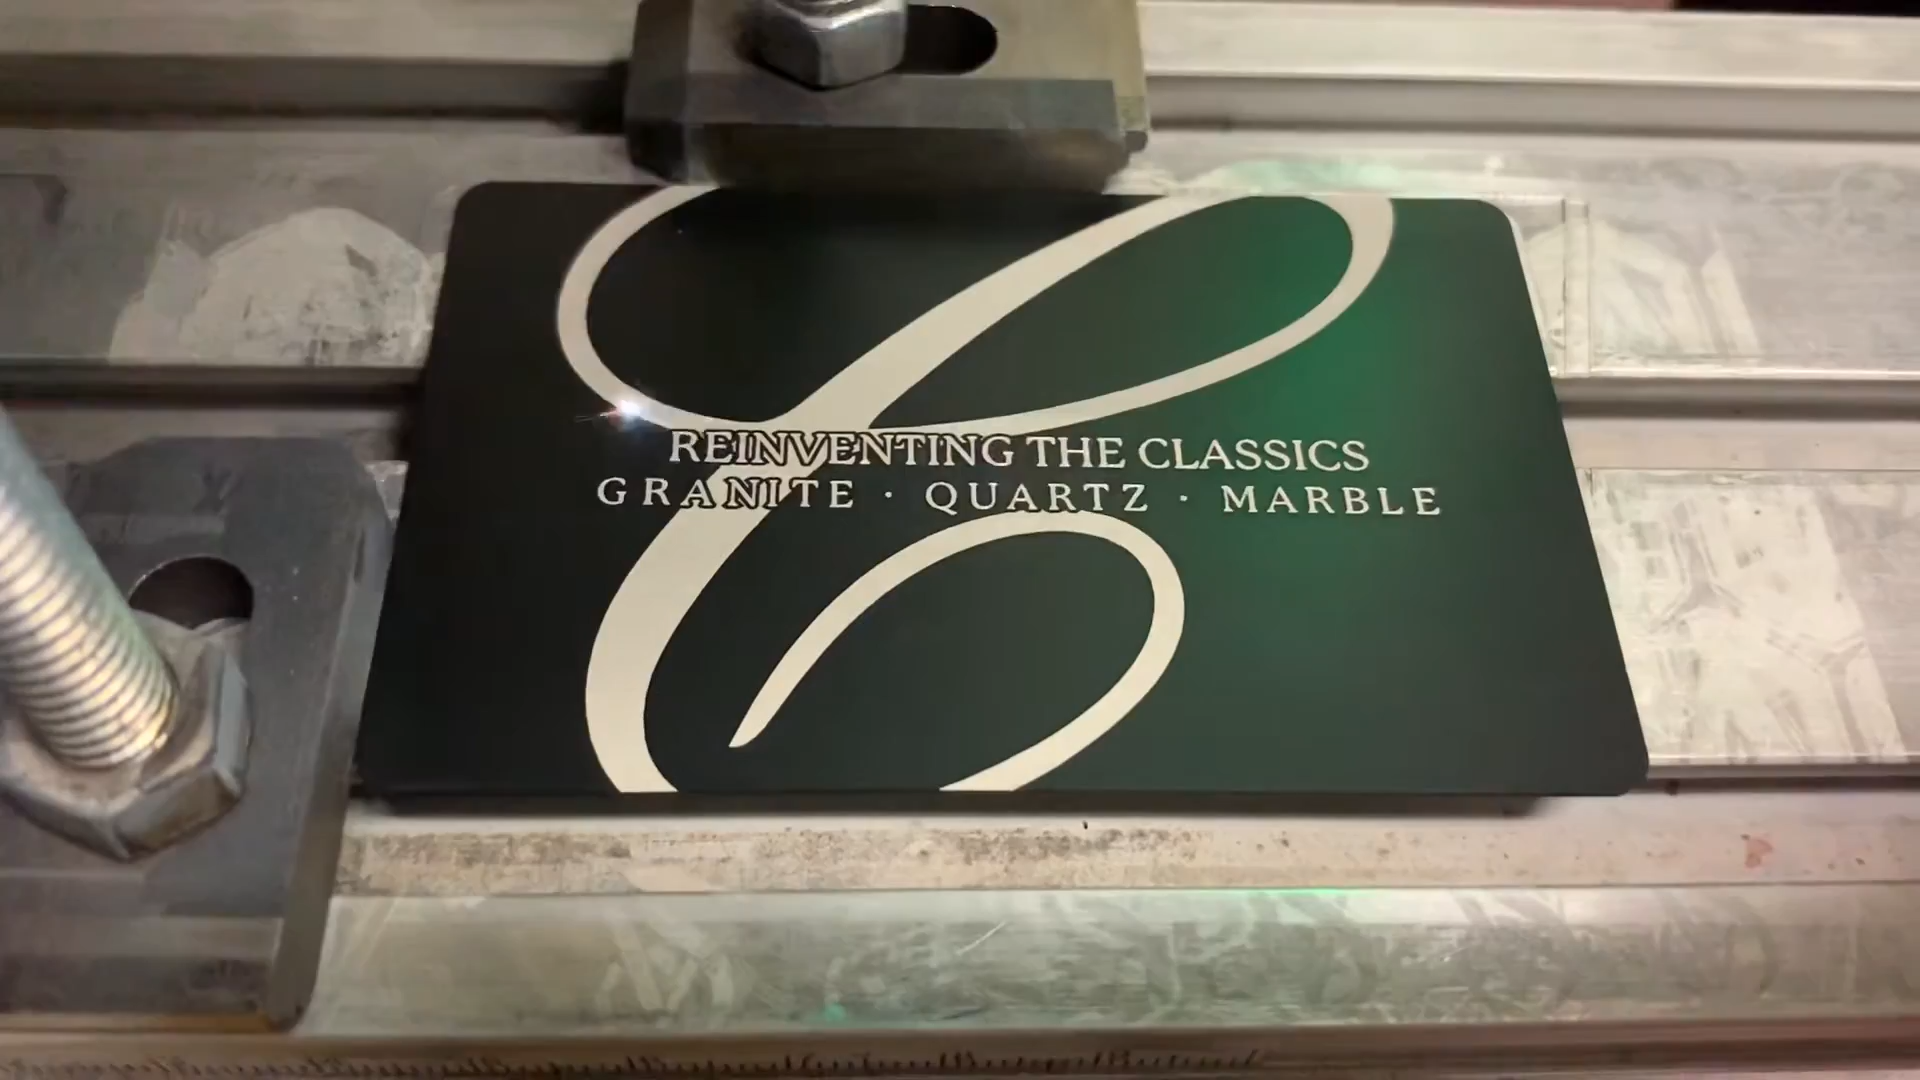 C
REINVENTING THE CLASSICS
GRANITE · QUARTZ · MARBLE